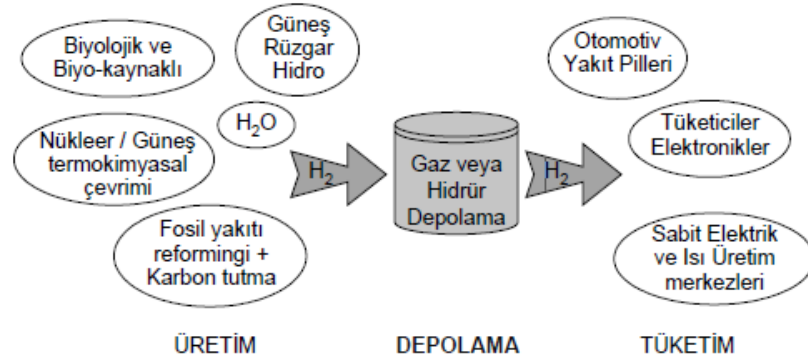 Biyolojik ve
Biyo-kaynaklı
Güneş
Rüzgar
Hidro
H₂O
Nükleer / Güneş
termokimyasal
çevrimi
Fosil yakıtı
reformingi +
Karbon tutma
H₂
Gaz veya
Hidrür
Depolama
H₂
Otomotiv
Yakıt Pilleri
Tüketiciler
Elektronikler
Sabit Elektrik
ve Isı Üretim
merkezleri
ÜRETİM
DEPOLAMA
TÜKETİM